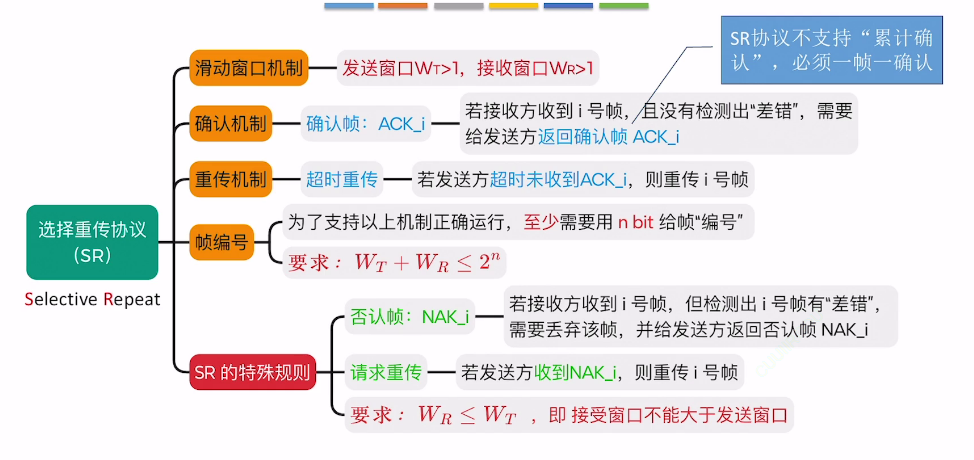 SR协议不支持“累计确
认”，必须一帧一确认
滑动窗口机制
发送窗口WT>1，接收窗口WR>1
确认机制
确认帧：ACK_i
若接收方收到 i 号帧，且没有检测出“差错”，需要
给发送方返回确认帧 ACK_i
重传机制
超时重传
若发送方超时未收到ACK_i，则重传 i 号帧
选择重传协议
（SR）
Selective Repeat
帧编号
为了支持以上机制正确运行，至少需要用 n bit 给帧“编号”
要求：W_T + W_R ≤ 2^n
SR 的特殊规则
否认帧：NAK_i
若接收方收到 i 号帧，但检测出 i 号帧有“差错”，
需要丢弃该帧，并给发送方返回否认帧 NAK_i
请求重传
若发送方收到NAK_i，则重传 i 号帧
要求：W_R ≤ W_T ，即 接受窗口不能大于发送窗口